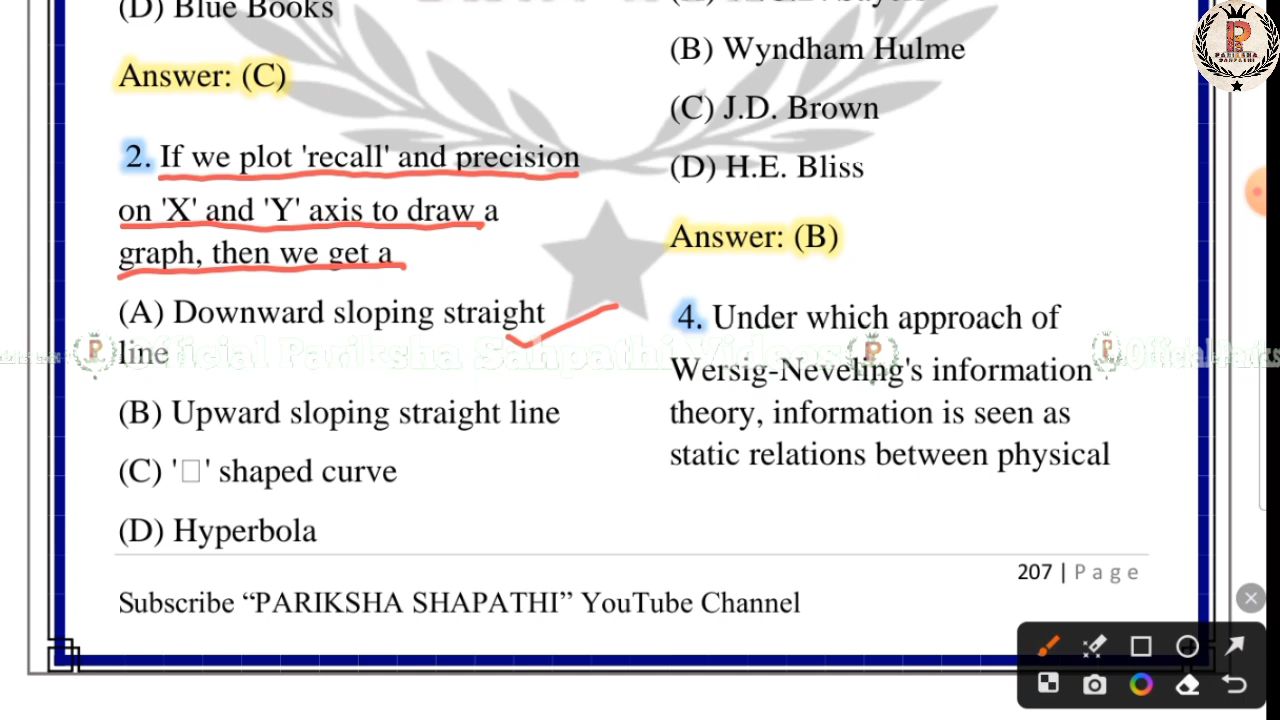 (D) Blue Books
Answer: (C)
2. If we plot 'recall' and precision
on 'X' and 'Y' axis to draw a
graph, then we get a
(A) Downward sloping straight
line
(B) Upward sloping straight line
(C) '□' shaped curve
(D) Hyperbola
(B) Wyndham Hulme
(C) J.D. Brown
(D) H.E. Bliss
Answer: (B)
4. Under which approach of
Wersig-Neveling's information
theory, information is seen as
static relations between physical
207 | Page
Subscribe “PARIKSHA SHAPATHI” YouTube Channel
Official Pariksha Sahpathi Videos
PARIKSHA
SAHPATHI